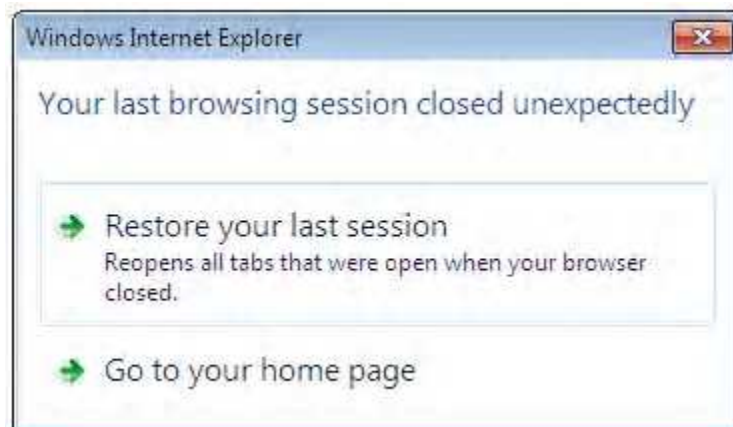 Windows Internet Explorer
Your last browsing session closed unexpectedly
Restore your last session
Reopens all tabs that were open when your browser
closed.
Go to your home page